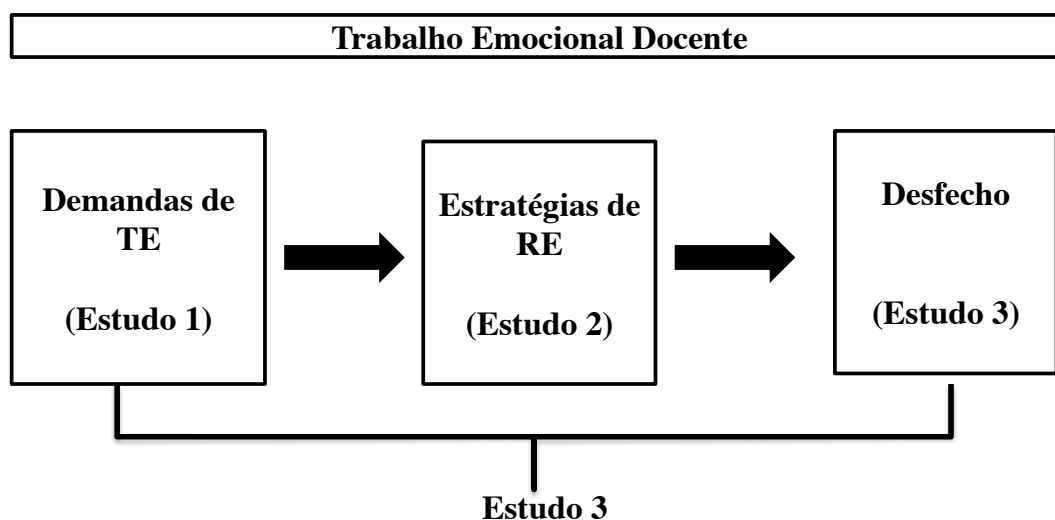 Trabalho Emocional Docente
Demandas de
TE
(Estudo 1)
Estratégias de
RE
(Estudo 2)
Desfecho
(Estudo 3)
Estudo 3